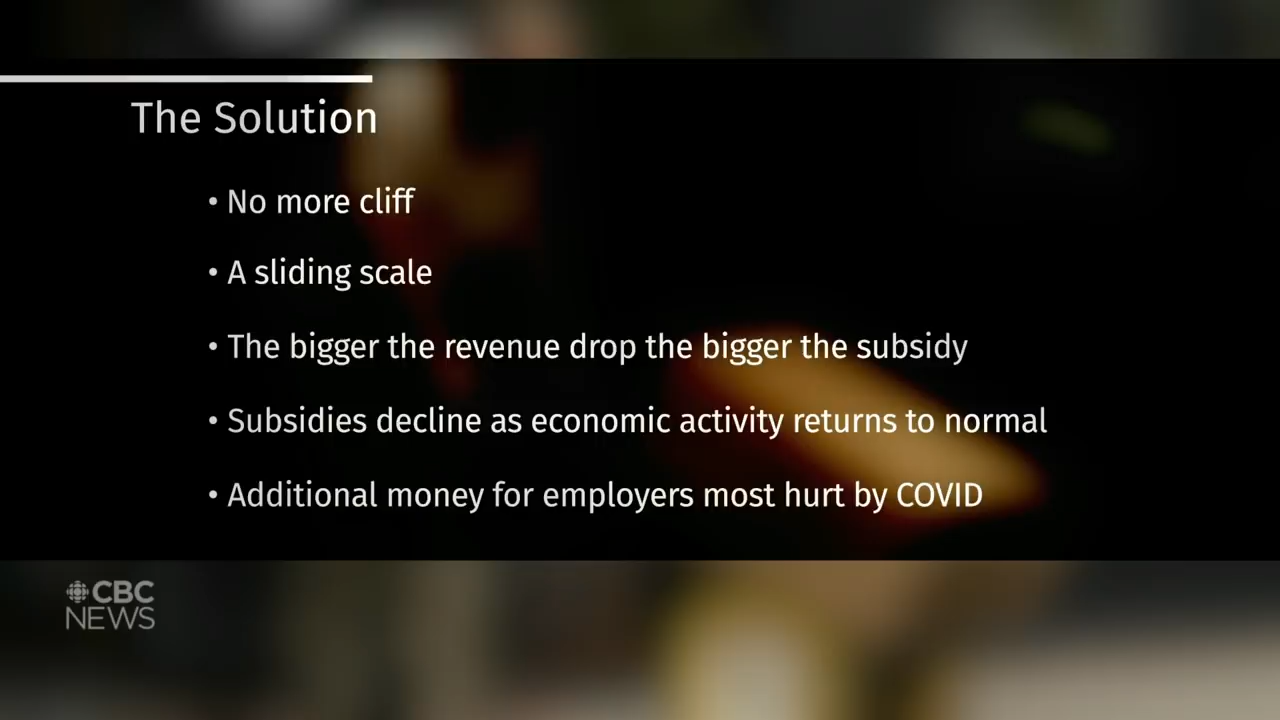 The Solution
• No more cliff
• A sliding scale
• The bigger the revenue drop the bigger the subsidy
• Subsidies decline as economic activity returns to normal
• Additional money for employers most hurt by COVID
CBC
NEWS